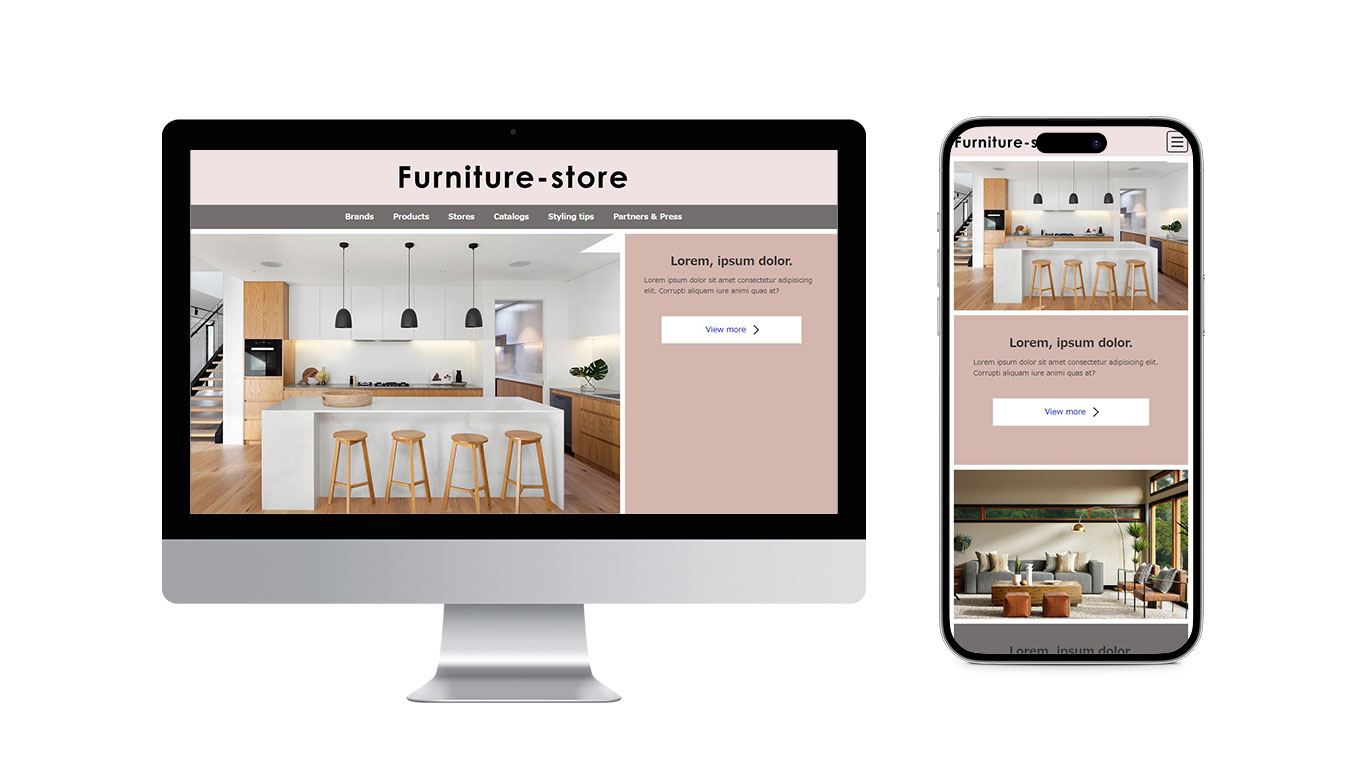 Furniture-store
Brands Products Stores Catalogs Styling tips Partners & Press
Lorem, ipsum dolor.
Lorem ipsum dolor sit amet consectetur adipisicing
elit. Corrupti aliquam iure animi quas at?
View more
Furniture-s
Lorem, ipsum dolor.
Lorem ipsum dolor sit amet consectetur adipisicing elit.
Corrupti aliquam iure animi quas at?
View more
Lorem, ipsum dolor.